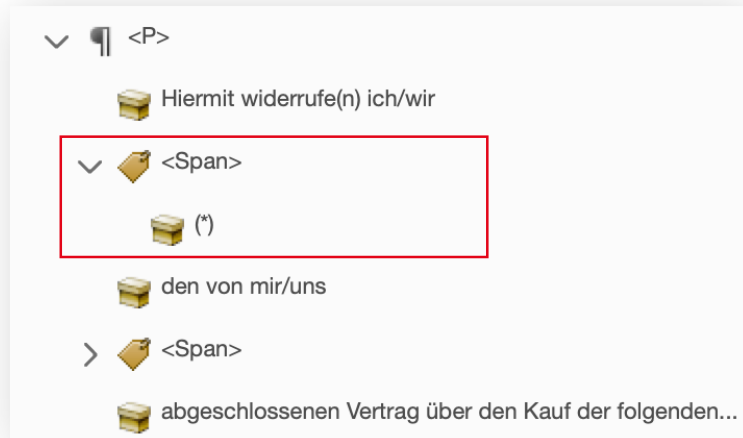 <P>
Hiermit widerrufe(n) ich/wir
<Span>
(*)
den von mir/uns
<Span>
abgeschlossenen Vertrag über den Kauf der folgenden...